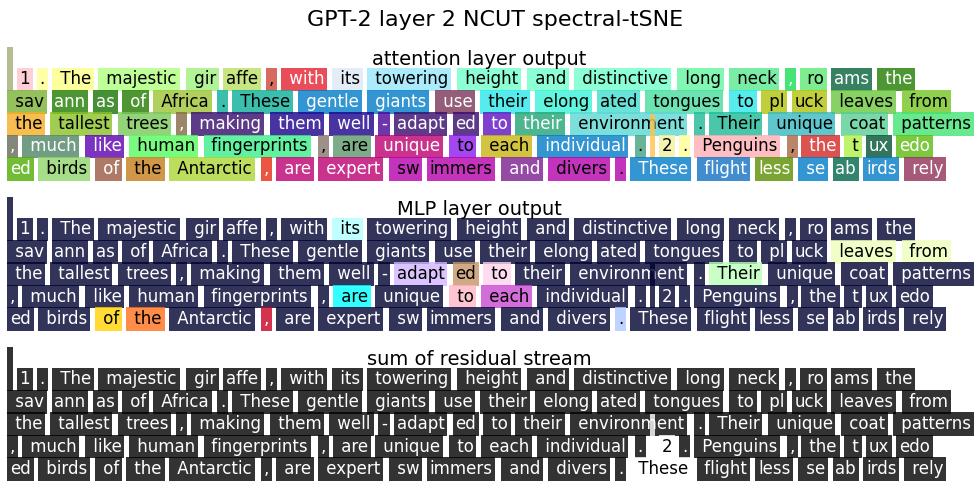 GPT-2 layer 2 NCUT spectral-tSNE
attention layer output
1 . The majestic gir affe , with its towering height and distinctive long neck , ro ams the
sav ann as of Africa . These gentle giants use their elong ated tongues to pl uck leaves from
the tallest trees , making them well - adapt ed to their environment . Their unique coat patterns
, much like human fingerprints , are unique to each individual . 2 . Penguins , the t ux edo
ed birds of the Antarctic , are expert sw immers and divers . These flight less se ab irds rely
MLP layer output
1 . The majestic gir affe , with its towering height and distinctive long neck , ro ams the
sav ann as of Africa . These gentle giants use their elong ated tongues to pl uck leaves from
the tallest trees , making them well - adapt ed to their environment . Their unique coat patterns
, much like human fingerprints , are unique to each individual . 2 . Penguins , the t ux edo
ed birds of the Antarctic , are expert sw immers and divers . These flight less se ab irds rely
sum of residual stream
1 . The majestic gir affe , with its towering height and distinctive long neck , ro ams the
sav ann as of Africa . These gentle giants use their elong ated tongues to pl uck leaves from
the tallest trees , making them well - adapt ed to their environment . Their unique coat patterns
, much like human fingerprints , are unique to each individual . 2 . Penguins , the t ux edo
ed birds of the Antarctic , are expert sw immers and divers . These flight less se ab irds rely